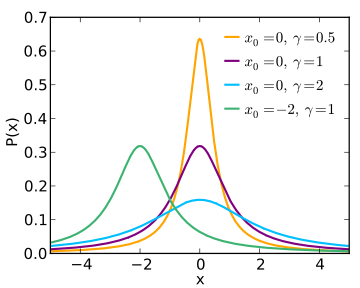 0.7
0.6
0.5
0.4
0.3
0.2
0.1
0.0
P(x)
x₀ =0, γ=0.5
x₀ =0, γ=1
x₀ =0, γ=2
x₀ =−2, γ=1
−4 −2 0 2 4
x